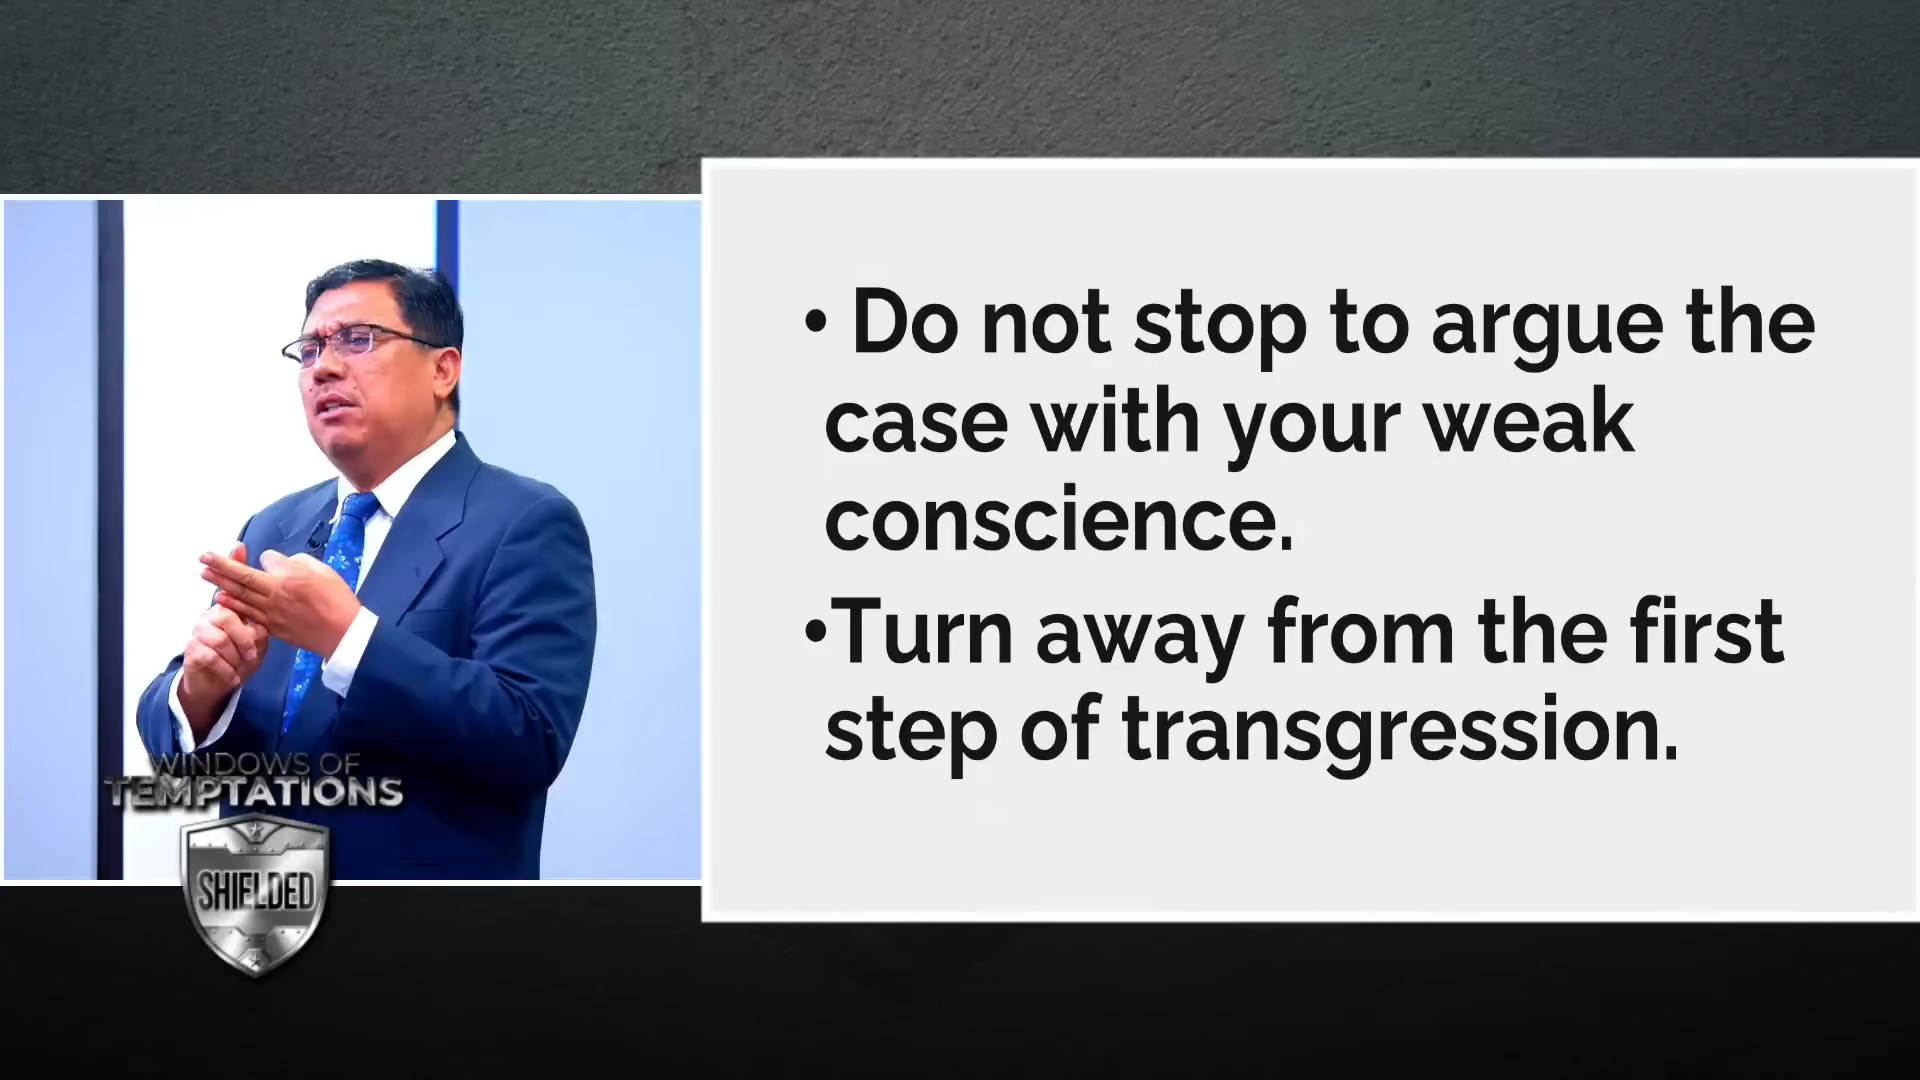 • Do not stop to argue the
case with your weak
conscience.
•Turn away from the first
step of transgression.
WINDOWS OF
TEMPTATIONS
SHIELDED